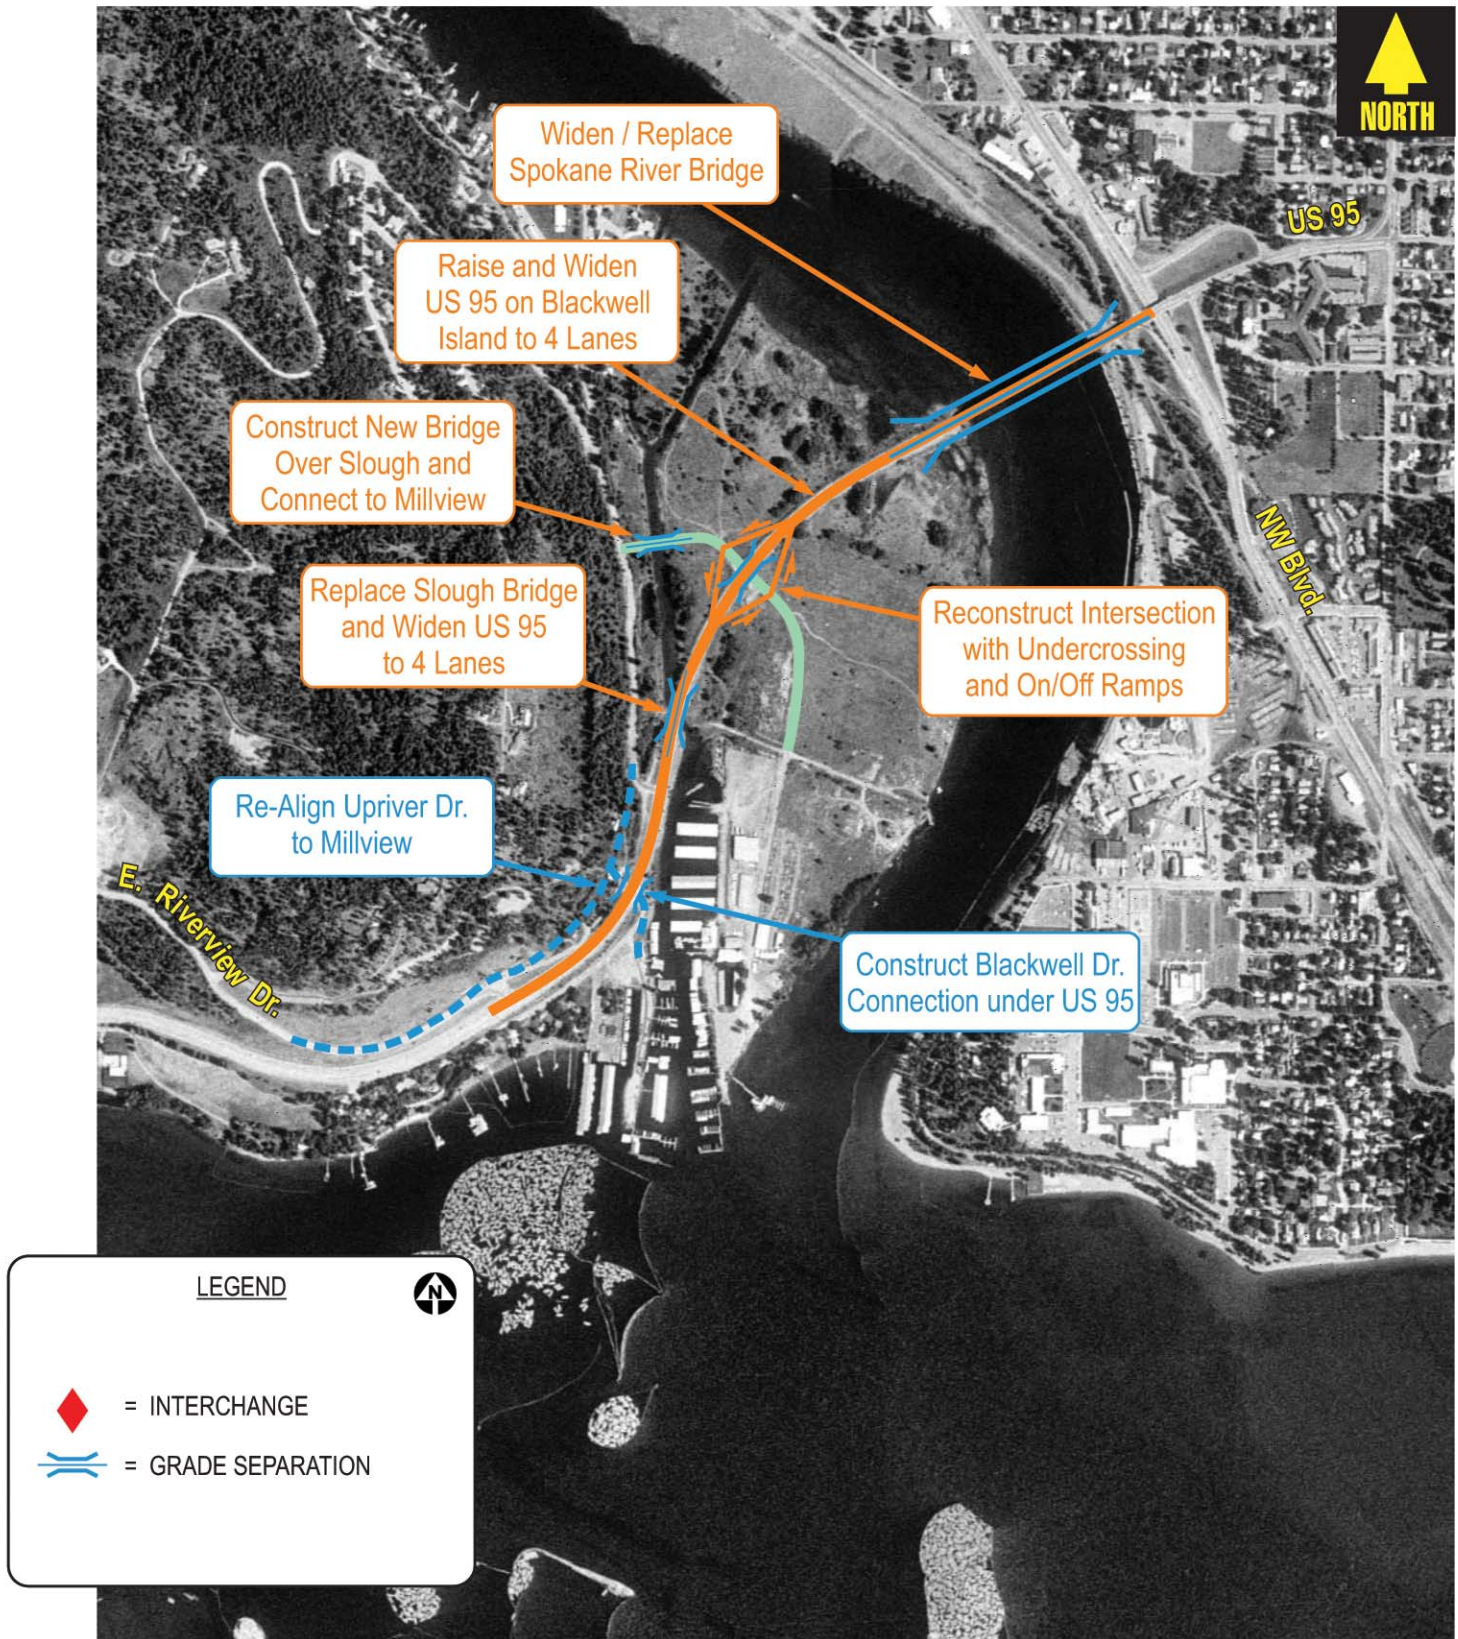 NORTH
Widen / Replace
Spokane River Bridge
US 95
Raise and Widen
US 95 on Blackwell
Island to 4 Lanes
Construct New Bridge
Over Slough and
Connect to Millview
NW Blvd.
Replace Slough Bridge
and Widen US 95
to 4 Lanes
Reconstruct Intersection
with Undercrossing
and On/Off Ramps
Re-Align Upriver Dr.
to Millview
E. Riverview Dr.
Construct Blackwell Dr.
Connection under US 95
LEGEND
N
= INTERCHANGE
= GRADE SEPARATION